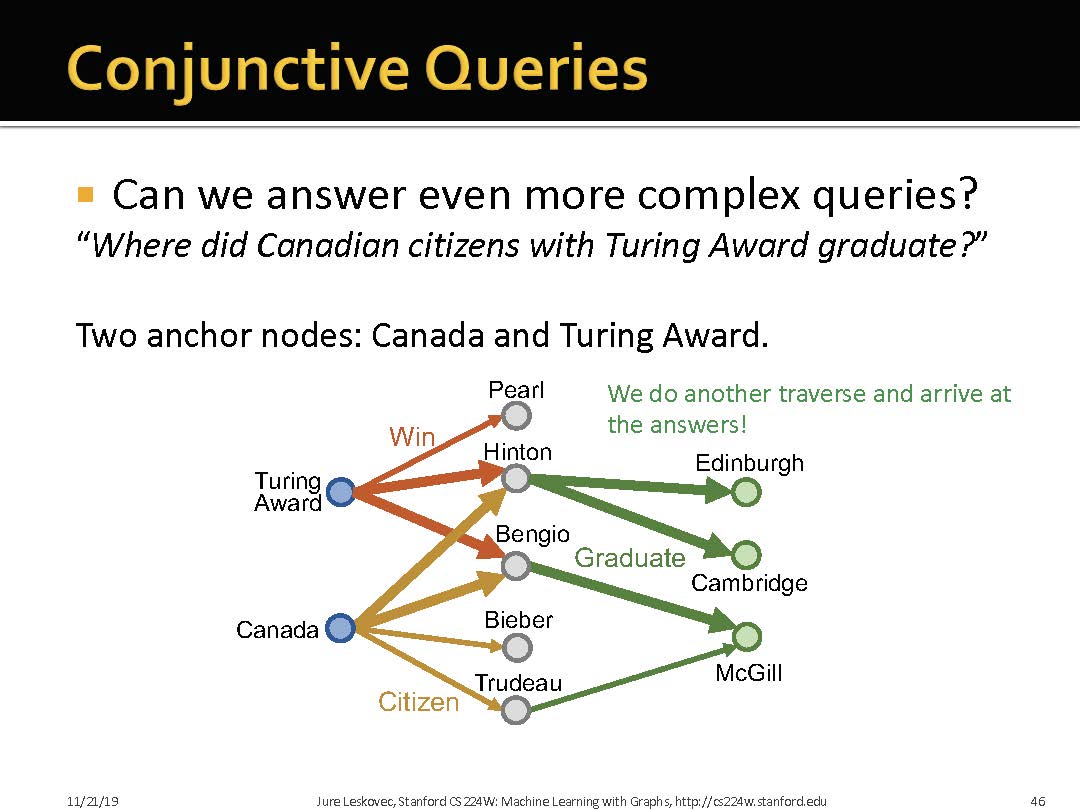 Conjunctive Queries
Can we answer even more complex queries?
“Where did Canadian citizens with Turing Award graduate?”
Two anchor nodes: Canada and Turing Award.
We do another traverse and arrive at
the answers!
Pearl
Win
Hinton
Edinburgh
Turing
Award
Bengio
Graduate
Cambridge
Canada
Bieber
McGill
Trudeau
Citizen
11/21/19
Jure Leskovec, Stanford CS224W: Machine Learning with Graphs, http://cs224w.stanford.edu
46